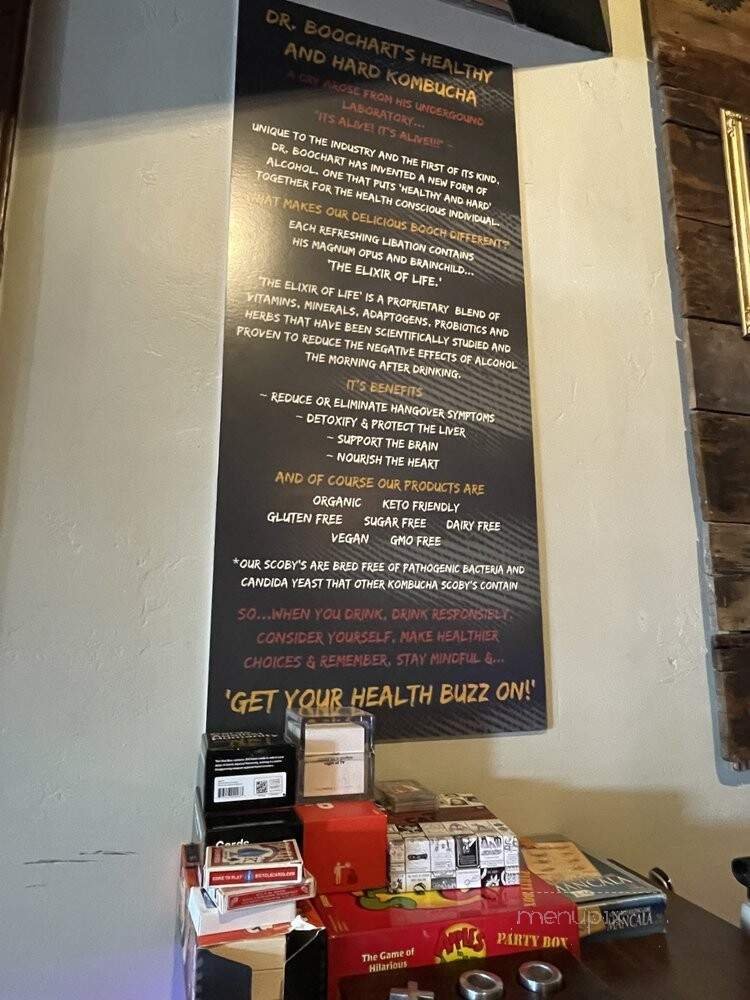 DR. BOOCHART'S HEALTHY
AND HARD KOMBUCHA
A CRY AROSE FROM HIS UNDERGOUND
LABORATORY...
"ITS ALIVE! IT'S ALIVE!!!" ~
UNIQUE TO THE INDUSTRY AND THE FIRST OF ITS KIND,
DR. BOOCHART HAS INVENTED A NEW FORM OF
ALCOHOL. ONE THAT PUTS 'HEALTHY AND HARD'
TOGETHER FOR THE HEALTH CONSCIOUS INDIVIDUAL.
WHAT MAKES OUR DELICIOUS BOOCH DIFFERENT?
EACH REFRESHING LIBATION CONTAINS
HIS MAGNUM OPUS AND BRAINCHILD...
'THE ELIXIR OF LIFE.'
'THE ELIXIR OF LIFE' IS A PROPRIETARY BLEND OF
VITAMINS, MINERALS, ADAPTOGENS, PROBIOTICS AND
HERBS THAT HAVE BEEN SCIENTIFICALLY STUDIED AND
PROVEN TO REDUCE THE NEGATIVE EFFECTS OF ALCOHOL
THE MORNING AFTER DRINKING.
IT'S BENEFITS
~ REDUCE OR ELIMINATE HANGOVER SYMPTOMS
~ DETOXIFY & PROTECT THE LIVER
~ SUPPORT THE BRAIN
~ NOURISH THE HEART
AND OF COURSE OUR PRODUCTS ARE
ORGANIC KETO FRIENDLY
GLUTEN FREE SUGAR FREE DAIRY FREE
VEGAN GMO FREE
*OUR SCOBY'S ARE BRED FREE OF PATHOGENIC BACTERIA AND
CANDIDA YEAST THAT OTHER KOMBUCHA SCOBY'S CONTAIN
SO...WHEN YOU DRINK, DRINK RESPONSIBLY,
CONSIDER YOURSELF, MAKE HEALTHIER
CHOICES & REMEMBER, STAY MINDFUL &...
'GET YOUR HEALTH BUZZ ON!'
Cards
MANCALA
MANCALA
menupix
APPLES
PARTY BOX
The Game of
Hilarious